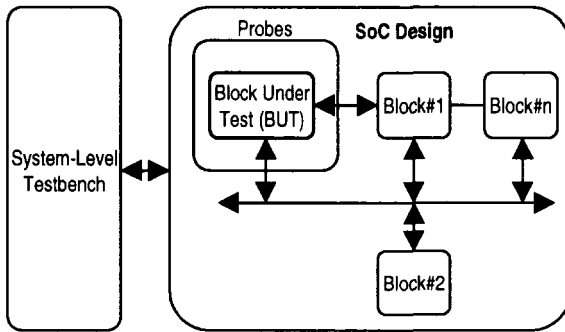 Probes
SoC Design
Block Under
Test (BUT)
Block#1
Block#n
System-Level
Testbench
Block#2